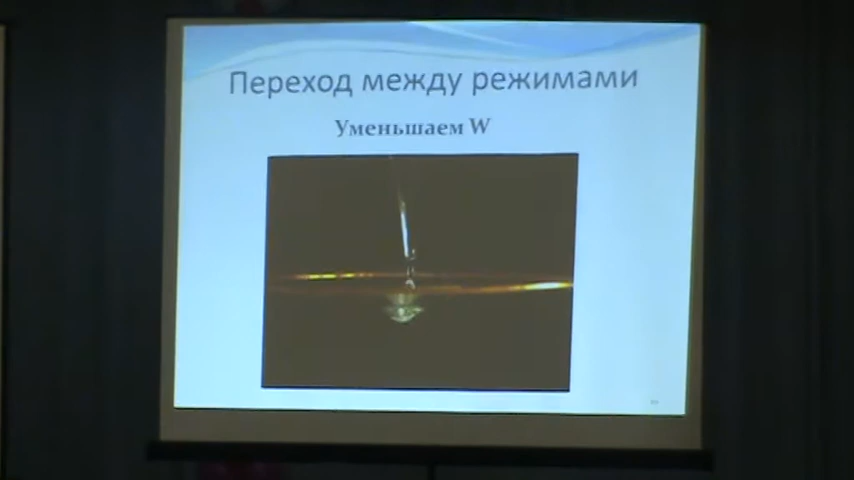 Переход между режимами
Уменьшаем W